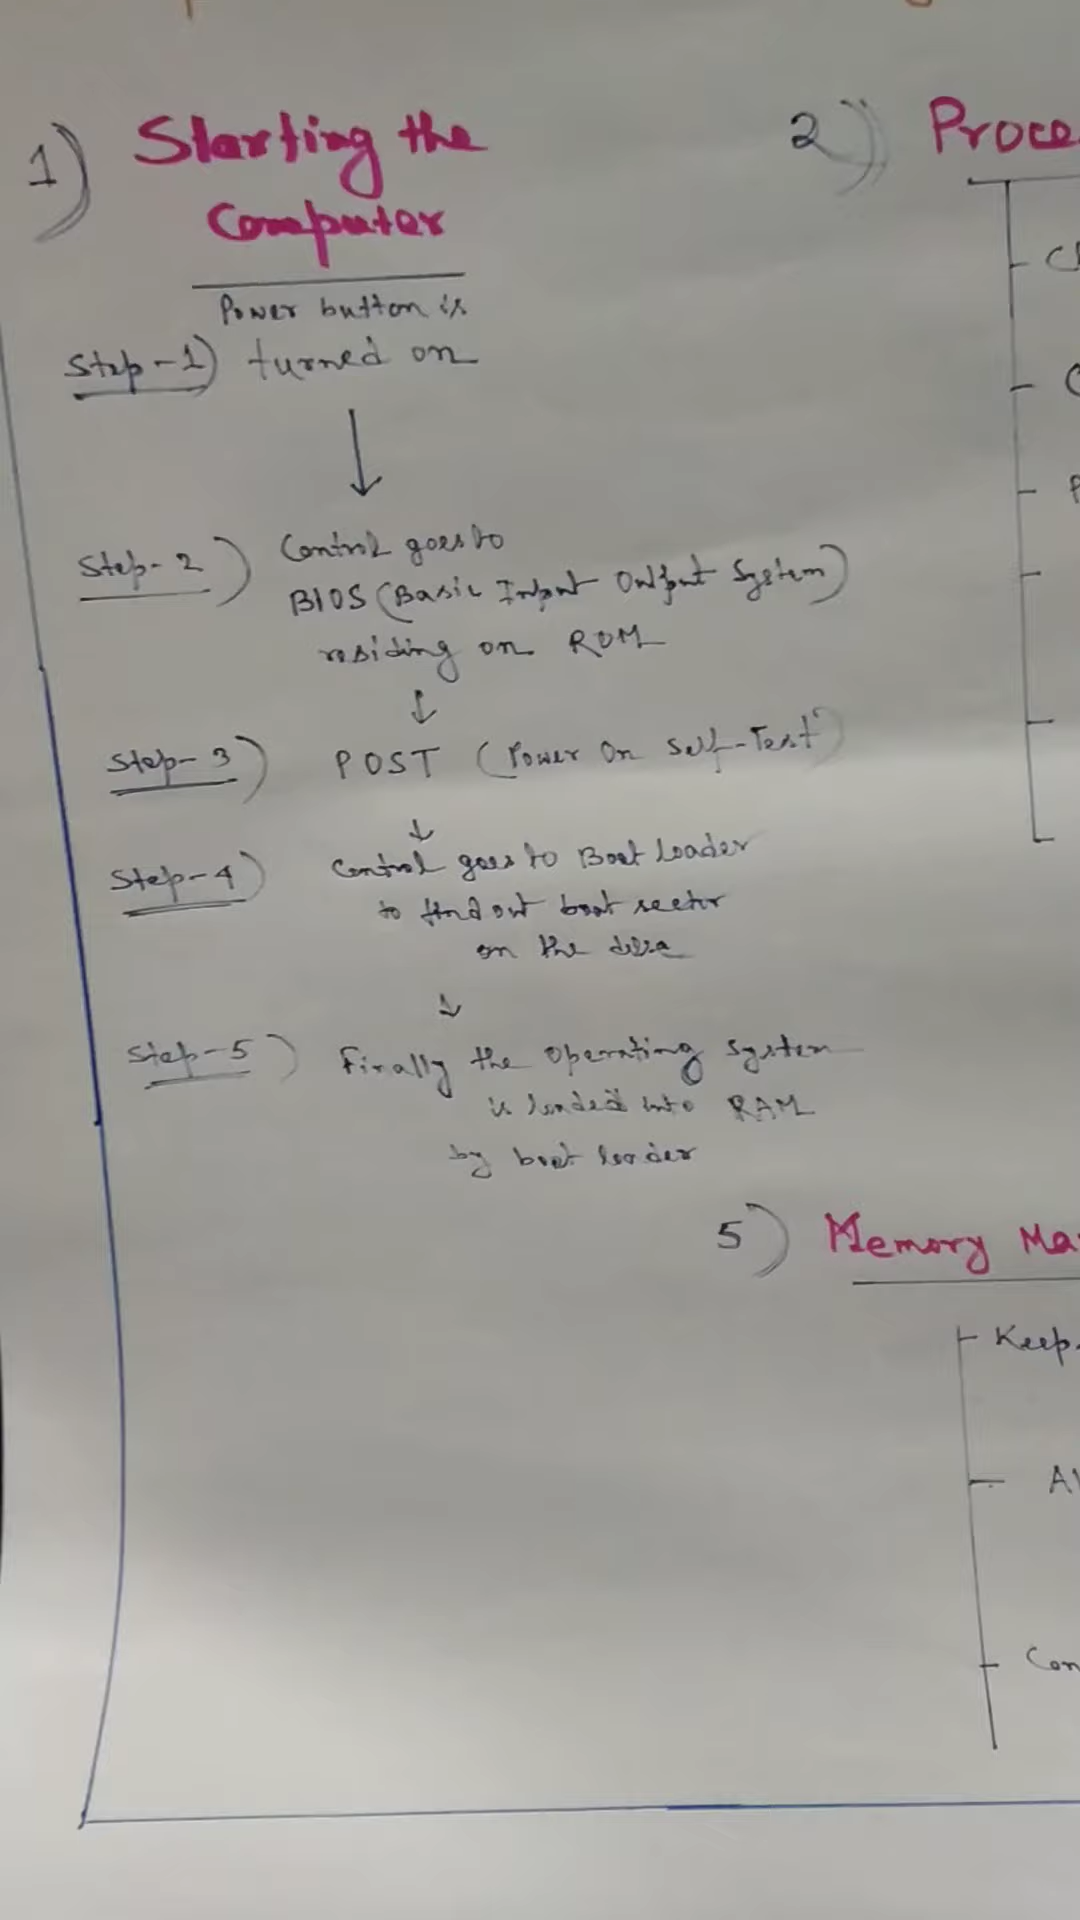 1) Starting the
Computer
Power button is
Step-1) turned on
Step-2) Control goes to
BIOS (Basic Input Output System)
residing on ROM
Step-3) POST (Power On Self-Test)
Step-4) Control goes to Boot loader
to find out boot sector
on the
Step-5) Finally the Operating System
is loaded into RAM
by boot loader
2) Proce
C
P
5) Memory Ma
Keep
Al
Con